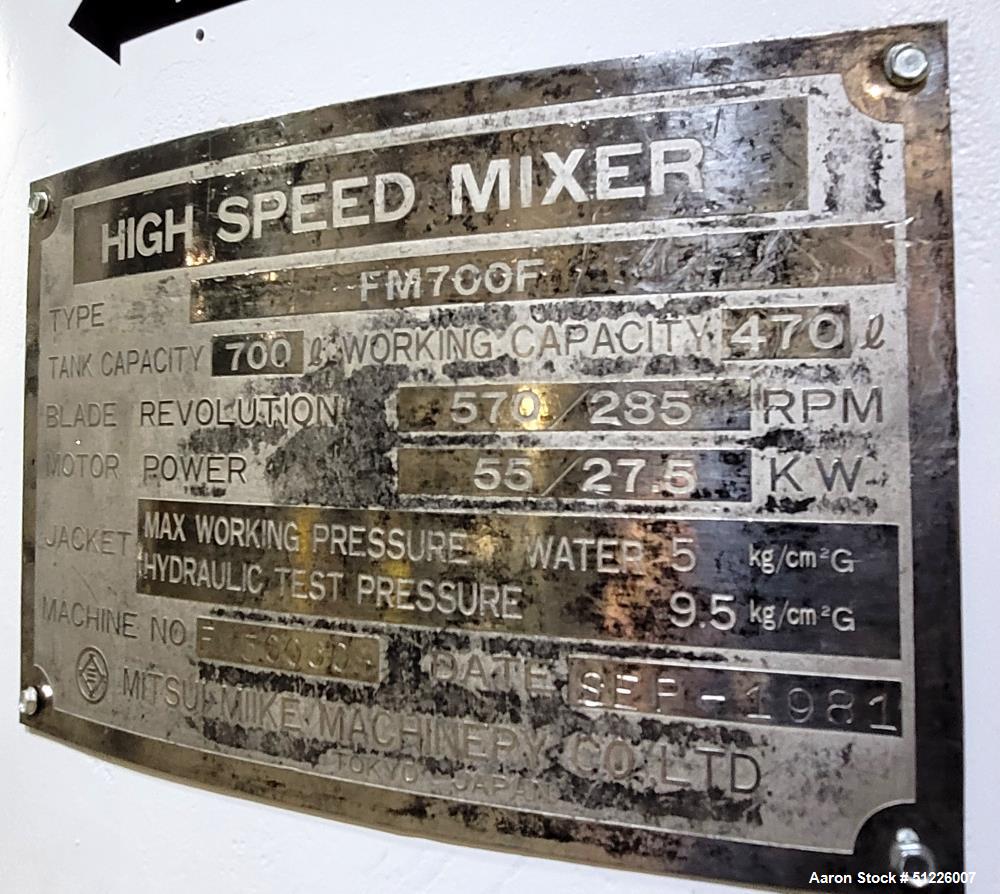 HIGH SPEED MIXER
TYPE FM700F
TANK CAPACITY 700 ℓ WORKING CAPACITY 470 ℓ
BLADE REVOLUTION 570/285 RPM
MOTOR POWER 55/27.5 KW
JACKET MAX WORKING PRESSURE WATER 5 kg/cm²G
HYDRAULIC TEST PRESSURE 9.5 kg/cm²G
MACHINE NO DATE SEP-1981
MITSUI MIIKE MACHINERY CO. LTD
TOKYO JAPAN
Aaron Stock # 51226007